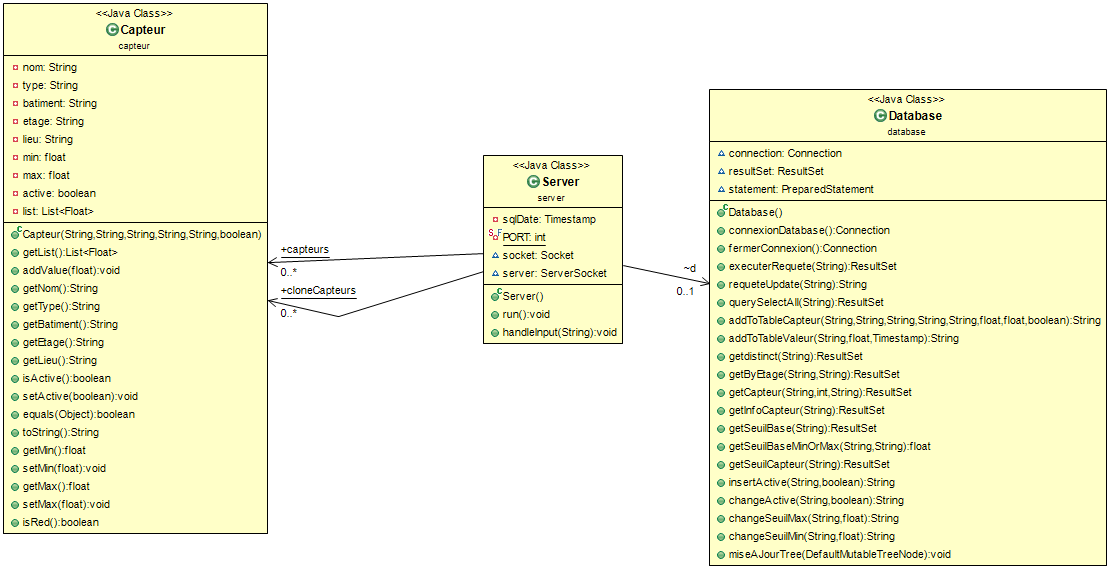 <<Java Class>>
Capteur
capteur
nom: String
type: String
batiment: String
etage: String
lieu: String
min: float
max: float
active: boolean
list: List<Float>
Capteur(String,String,String,String,String,boolean)
getList():List<Float>
addValue(float):void
getNom():String
getType():String
getBatiment():String
getEtage():String
getLieu():String
isActive():boolean
setActive(boolean):void
equals(Object):boolean
toString():String
getMin():float
setMin(float):void
getMax():float
setMax(float):void
isRed():boolean
+capteurs
0..*
+cloneCapteurs
0..*
<<Java Class>>
Server
server
sqlDate: Timestamp
PORT: int
socket: Socket
server: ServerSocket
Server()
run():void
handleInput(String):void
~d
0..1
<<Java Class>>
Database
database
connection: Connection
resultSet: ResultSet
statement: PreparedStatement
Database()
connexionDatabase():Connection
fermerConnexion():Connection
executerRequete(String):ResultSet
requeteUpdate(String):String
querySelectAll(String):ResultSet
addToTableCapteur(String,String,String,String,String,float,float,boolean):String
addToTableValeur(String,float,Timestamp):String
getdistinct(String):ResultSet
getByEtage(String,String):ResultSet
getCapteur(String,int,String):ResultSet
getInfoCapteur(String):ResultSet
getSeuilBase(String):ResultSet
getSeuilBaseMinOrMax(String,String):float
getSeuilCapteur(String):ResultSet
insertActive(String,boolean):String
changeActive(String,boolean):String
changeSeuilMax(String,float):String
changeSeuilMin(String,float):String
miseAJourTree(DefaultMutableTreeNode):void